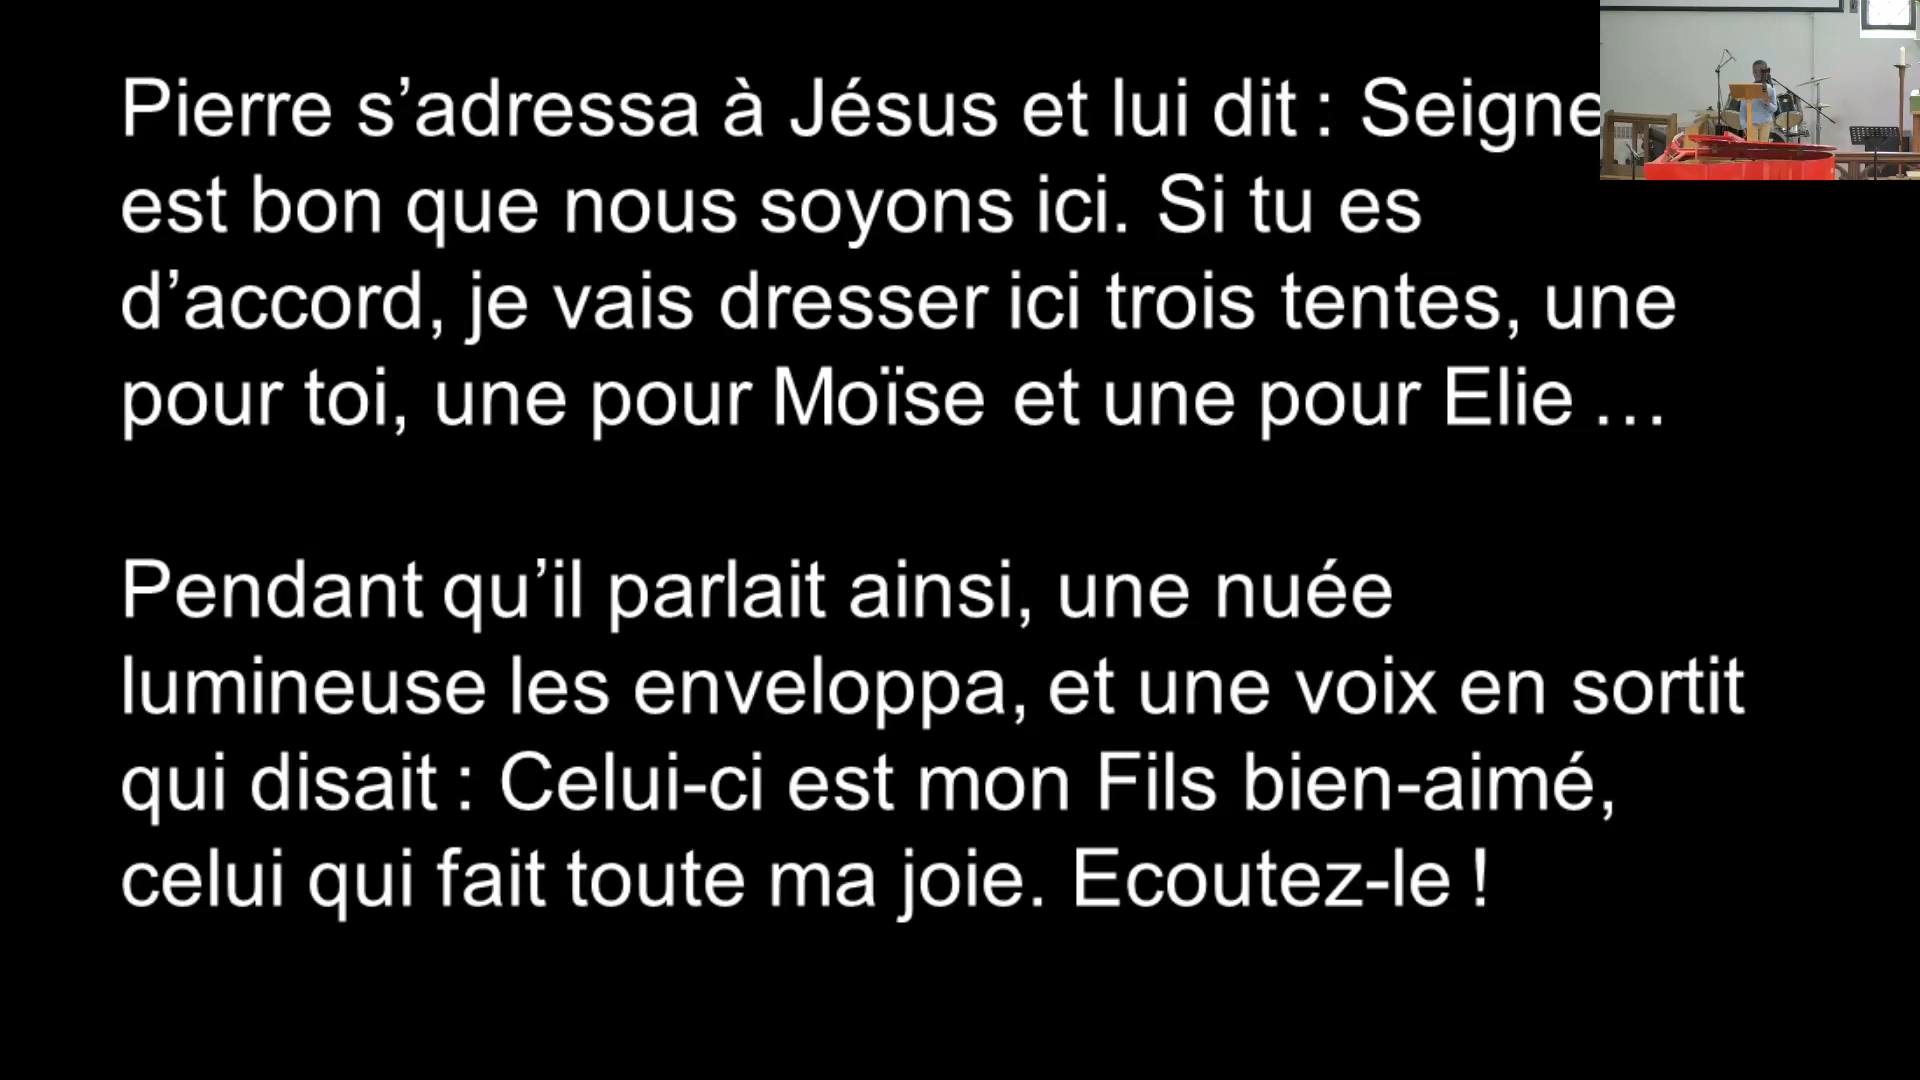 Pierre s’adressa à Jésus et lui dit : Seigne
est bon que nous soyons ici. Si tu es
d’accord, je vais dresser ici trois tentes, une
pour toi, une pour Moïse et une pour Elie …
Pendant qu’il parlait ainsi, une nuée
lumineuse les enveloppa, et une voix en sortit
qui disait : Celui-ci est mon Fils bien-aimé,
celui qui fait toute ma joie. Ecoutez-le !